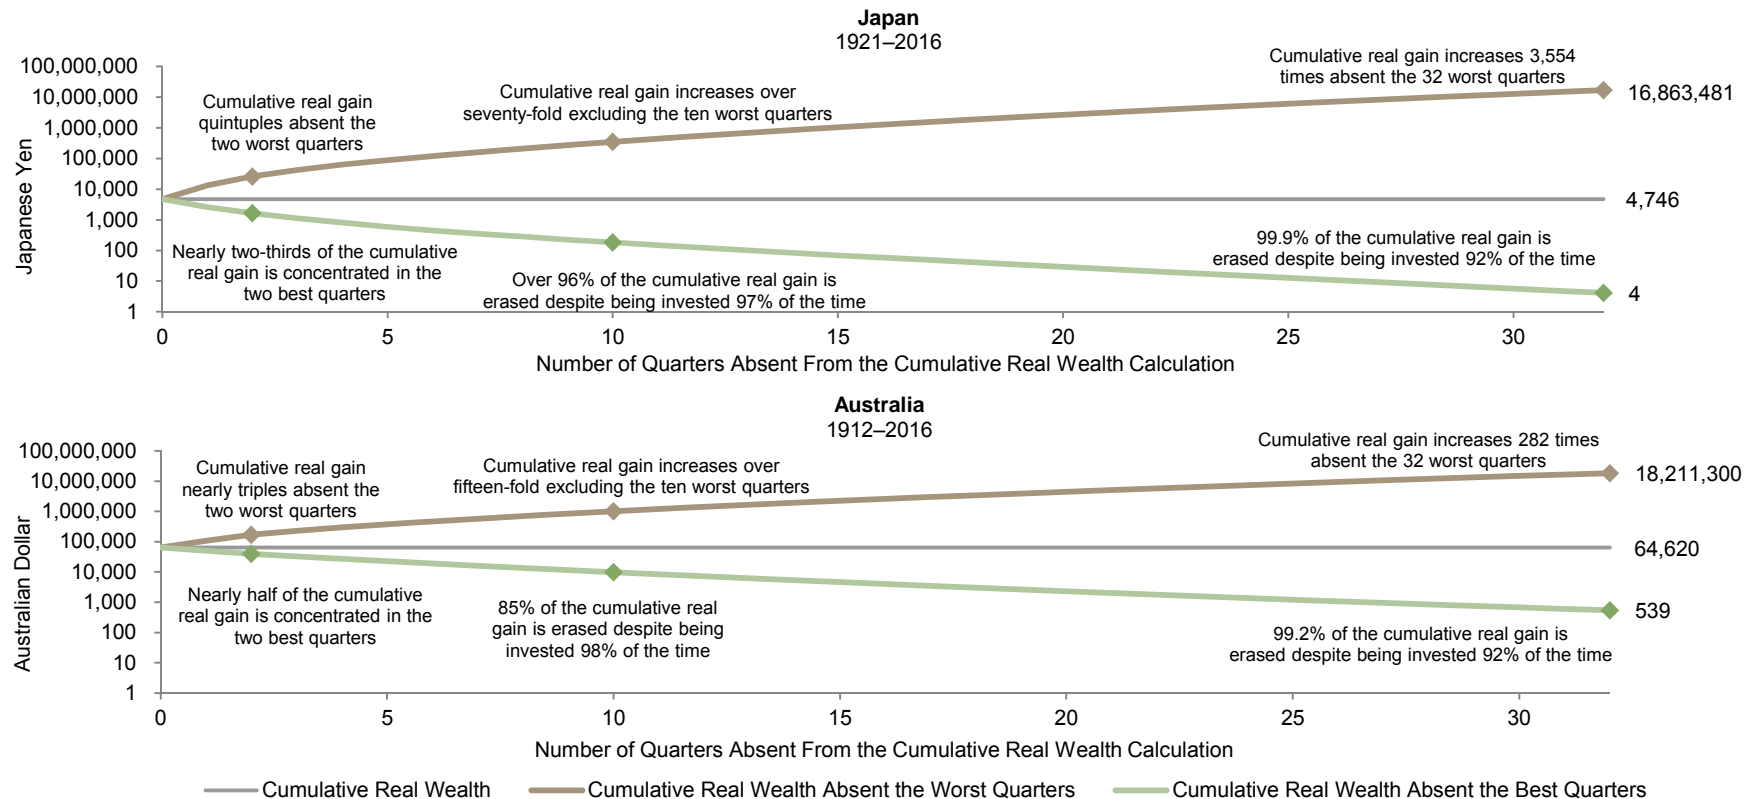 Japan
1921–2016
Japanese Yen
100,000,000
10,000,000
1,000,000
100,000
10,000
1,000
100
10
1
Cumulative real gain
quintuples absent the
two worst quarters
Cumulative real gain increases over
seventy-fold excluding the ten worst quarters
Cumulative real gain increases 3,554
times absent the 32 worst quarters
16,863,481
4,746
Nearly two-thirds of the cumulative
real gain is concentrated in the
two best quarters
Over 96% of the cumulative real gain is
erased despite being invested 97% of the time
99.9% of the cumulative real gain is
erased despite being invested 92% of the time
4
0 5 10 15 20 25 30
Number of Quarters Absent From the Cumulative Real Wealth Calculation
Australia
1912–2016
Australian Dollar
100,000,000
10,000,000
1,000,000
100,000
10,000
1,000
100
10
1
Cumulative real gain
nearly triples absent the
two worst quarters
Cumulative real gain increases over
fifteen-fold excluding the ten worst quarters
Cumulative real gain increases 282 times
absent the 32 worst quarters
18,211,300
64,620
Nearly half of the cumulative
real gain is concentrated in the
two best quarters
85% of the cumulative real
gain is erased despite being
invested 98% of the time
539
99.2% of the cumulative real gain is
erased despite being invested 92% of the time
0 5 10 15 20 25 30
Number of Quarters Absent From the Cumulative Real Wealth Calculation
Cumulative Real Wealth Cumulative Real Wealth Absent the Worst Quarters Cumulative Real Wealth Absent the Best Quarters